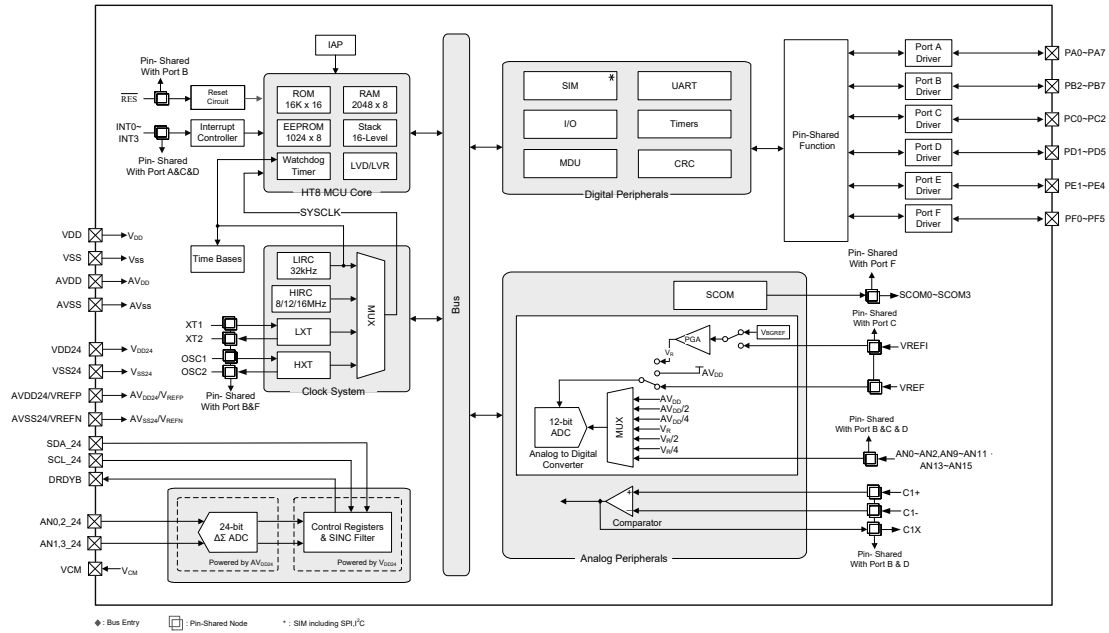 IAP
Pin- Shared
With Port B
RES
Reset
Circuit
ROM
16K x 16
RAM
2048 x 8
INT0~
INT3
Interrupt
Controller
EEPROM
1024 x 8
Stack
16-Level
Pin- Shared
With Port A&C&D
Watchdog
Timer
LVD/LVR
HT8 MCU Core
SYSCLK
Time Bases
LIRC
32kHz
HIRC
8/12/16MHz
LXT
HXT
MUX
Clock System
XT1
XT2
OSC1
OSC2
Pin- Shared
With Port B&F
VDD
VDD
VSS
Vss
AVDD
AVDD
AVSS
AVss
VDD24
VDD24
VSS24
VSS24
AVDD24/VREFP
AVDD24/VREFP
AVSS24/VREFN
AVSS24/VREFN
SDA_24
SCL_24
DRDYB
AN0,2_24
AN1,3_24
VCM
VCM
24-bit
ΔΣ ADC
Powered by AVDD24
Control Registers
& SINC Filter
Powered by VDD24
Bus
SIM
*
UART
I/O
Timers
MDU
CRC
Digital Peripherals
Pin-Shared
Function
Port A
Driver
PA0~PA7
Port B
Driver
PB2~PB7
Port C
Driver
PC0~PC2
Port D
Driver
PD1~PD5
Port E
Driver
PE1~PE4
Port F
Driver
PF0~PF5
Pin- Shared
With Port F
SCOM
SCOM0~SCOM3
Pin- Shared
With Port C
PGA
VBGREF
VREFI
VR
AVDD
VREF
12-bit
ADC
MUX
AVDD
AVDD/2
AVDD/4
VR
VR/2
VR/4
Analog to Digital
Converter
Pin- Shared
With Port B &C & D
AN0~AN2,AN9~AN11 ·
AN13~AN15
+
−
Comparator
C1+
C1-
C1X
Pin- Shared
With Port B & D
Analog Peripherals
: Bus Entry
: Pin-Shared Node
* : SIM including SPI,I²C